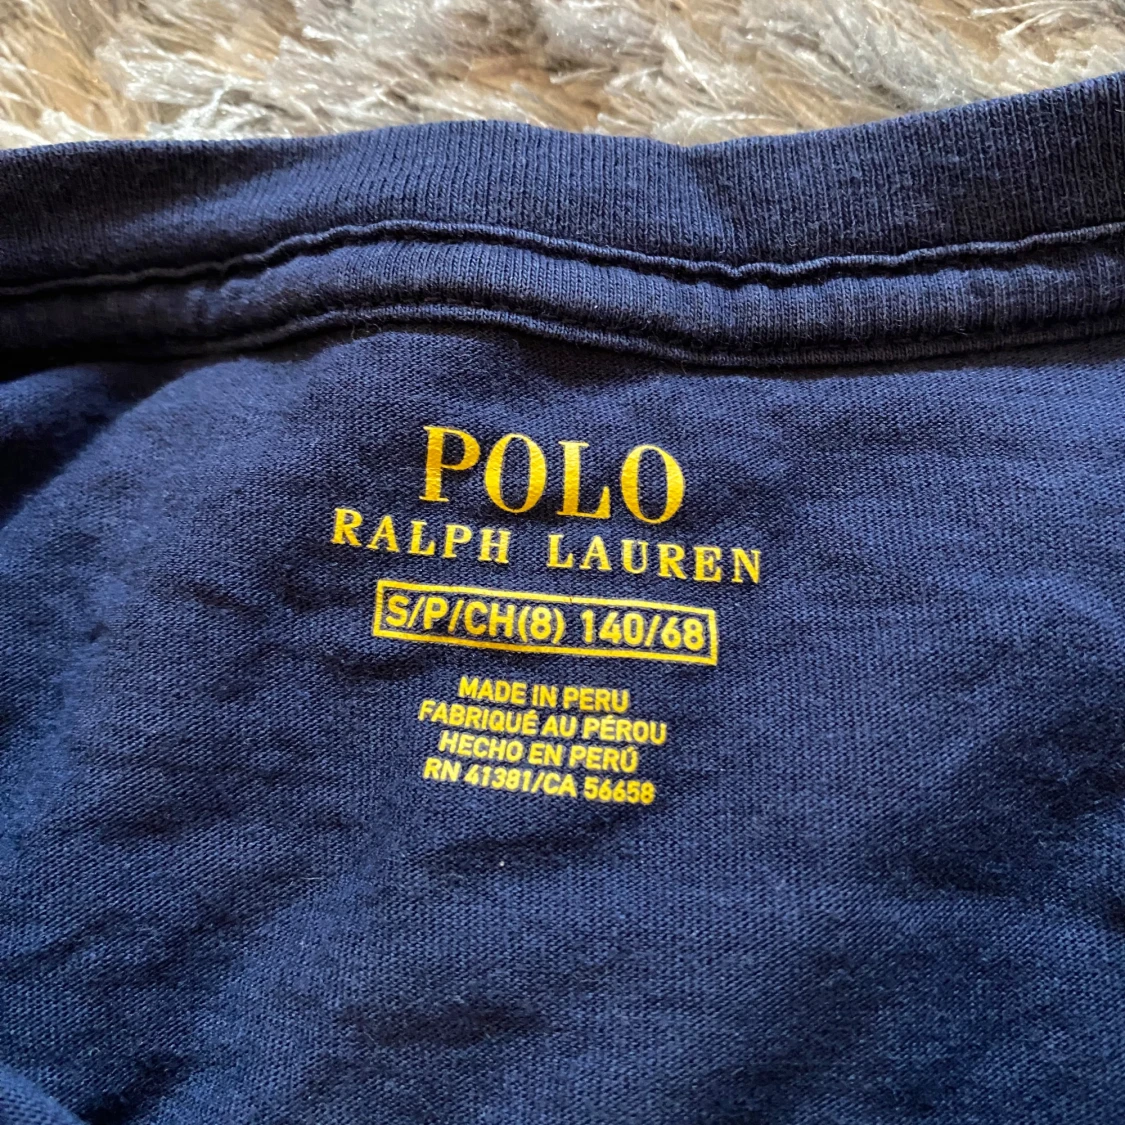 POLO
RALPH LAUREN
S/P/CH(8) 140/68
MADE IN PERU
FABRIQUÉ AU PÉROU
HECHO EN PERÚ
RN 41381/CA 56658